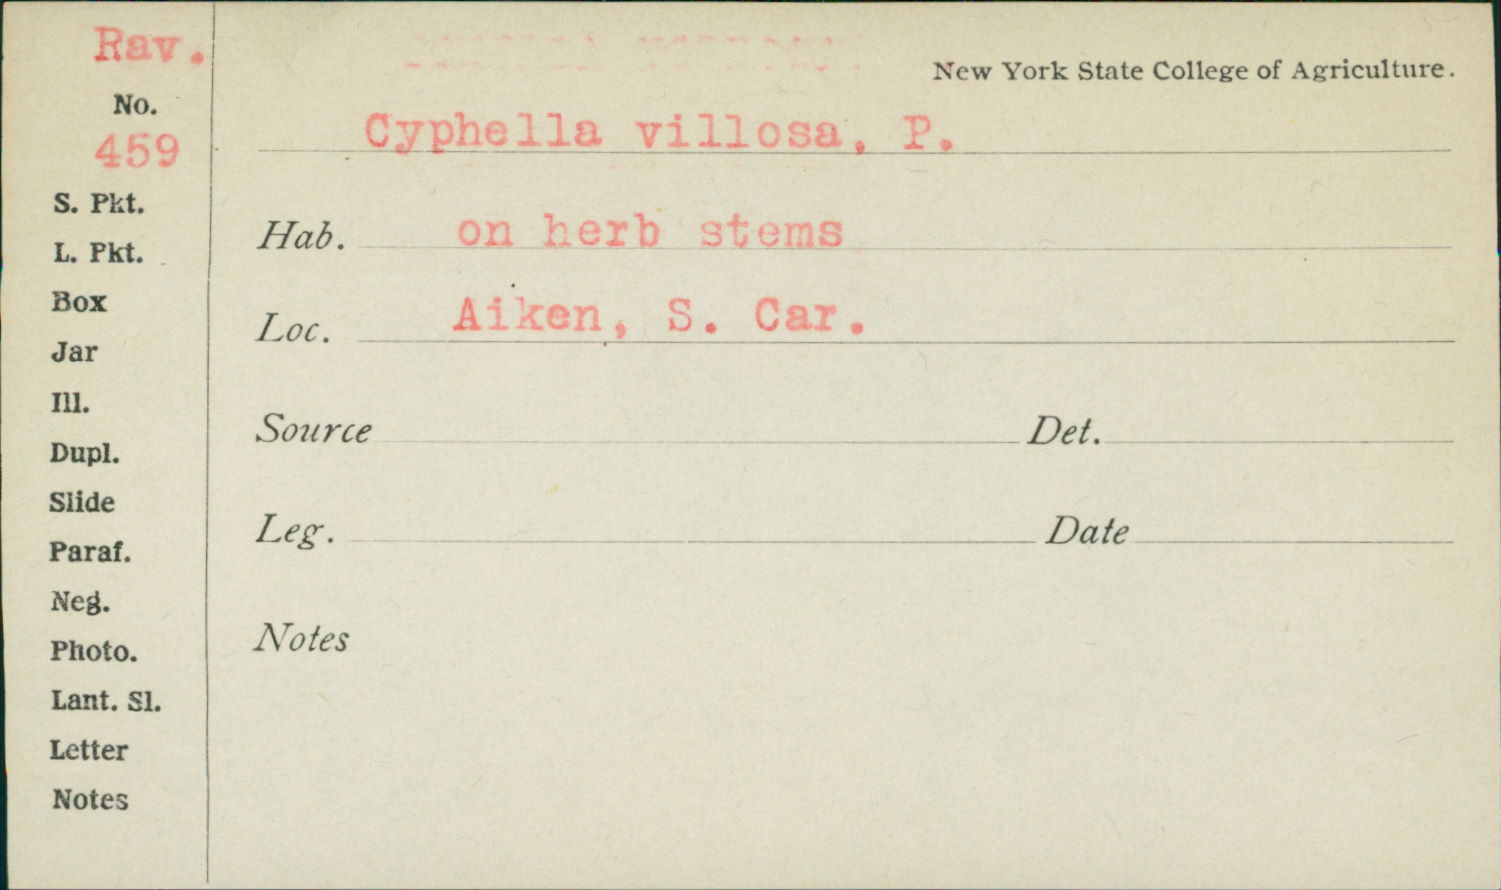 Rav.
No.
459
S. Pkt.
L. Pkt.
Box
Jar
Ill.
Dupl.
Slide
Paraf.
Neg.
Photo.
Lant. Sl.
Letter
Notes
New York State College of Agriculture.
Cyphella villosa, P.
Hab. on herb stems
Loc. Aiken, S. Car.
Source Det.
Leg. Date
Notes